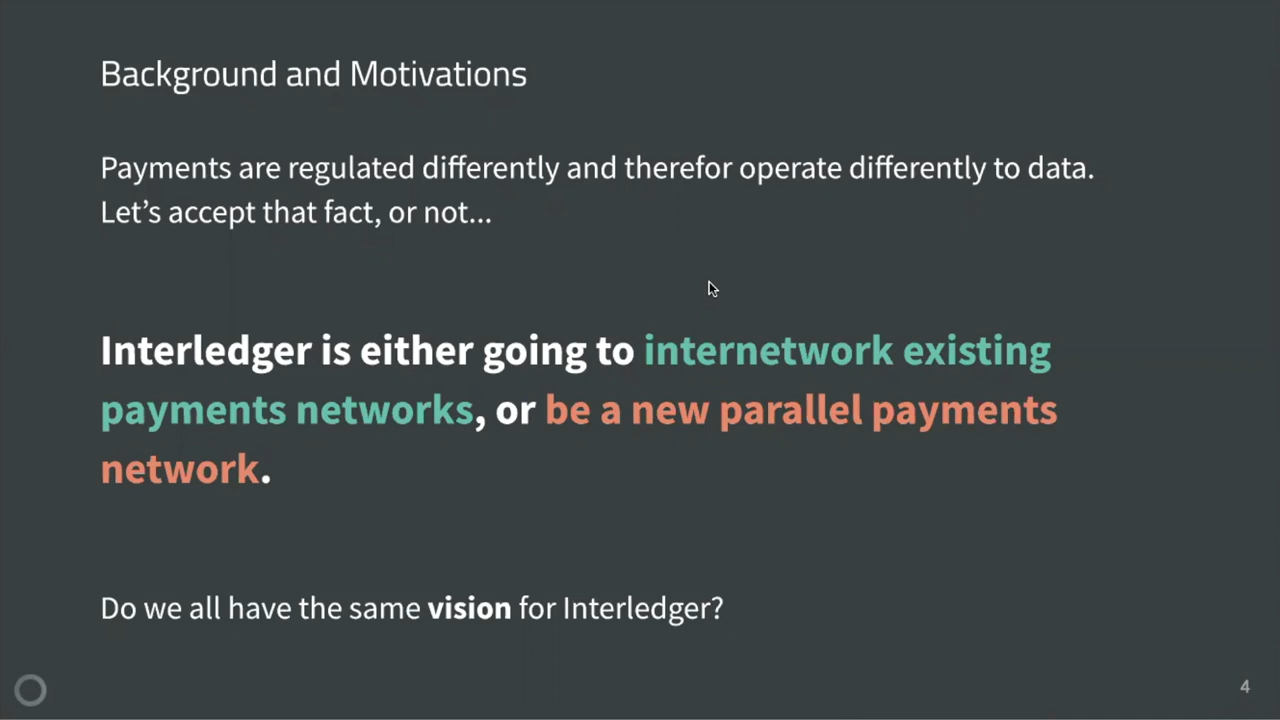 Background and Motivations
Payments are regulated differently and therefor operate differently to data.
Let’s accept that fact, or not...
Interledger is either going to internetwork existing
payments networks, or be a new parallel payments
network.
Do we all have the same vision for Interledger?
4